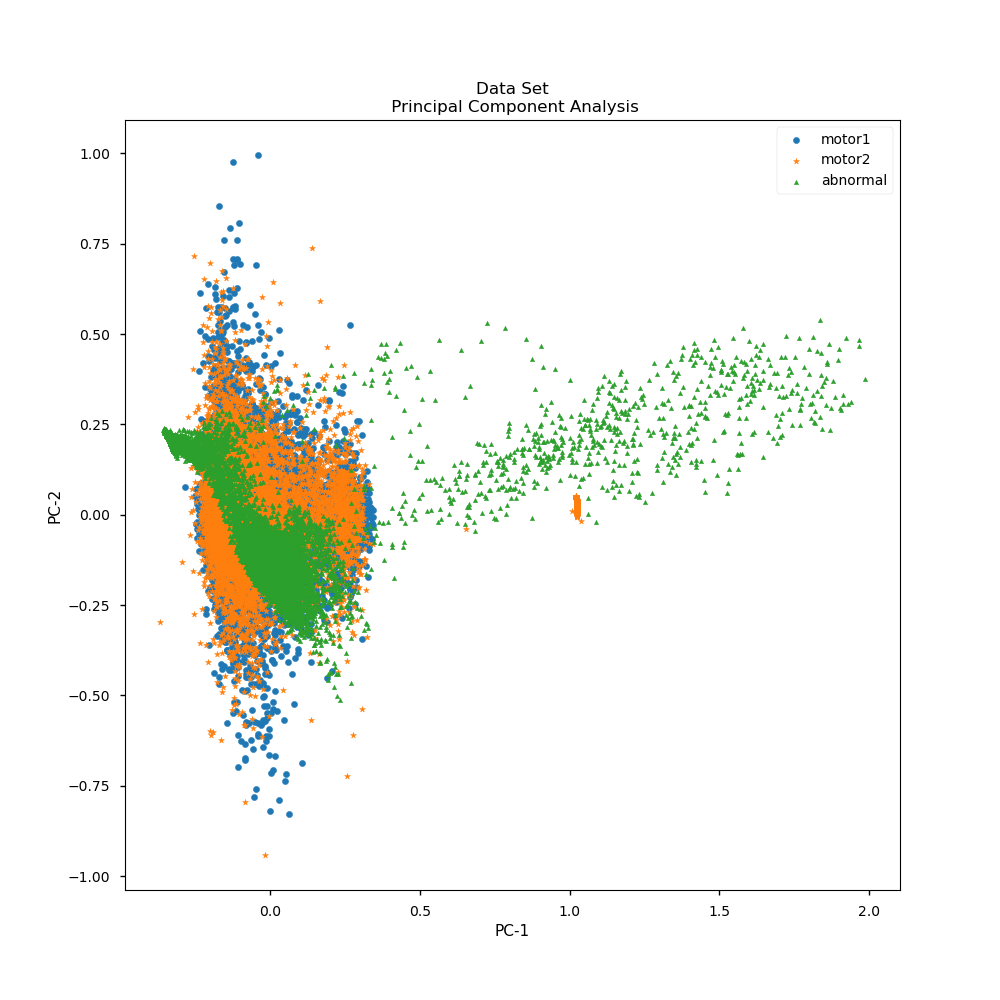 Data Set
Principal Component Analysis
motor1
motor2
abnormal
1.00
0.75
0.50
0.25
0.00
−0.25
−0.50
−0.75
−1.00
PC-2
0.0
0.5
1.0
1.5
2.0
PC-1